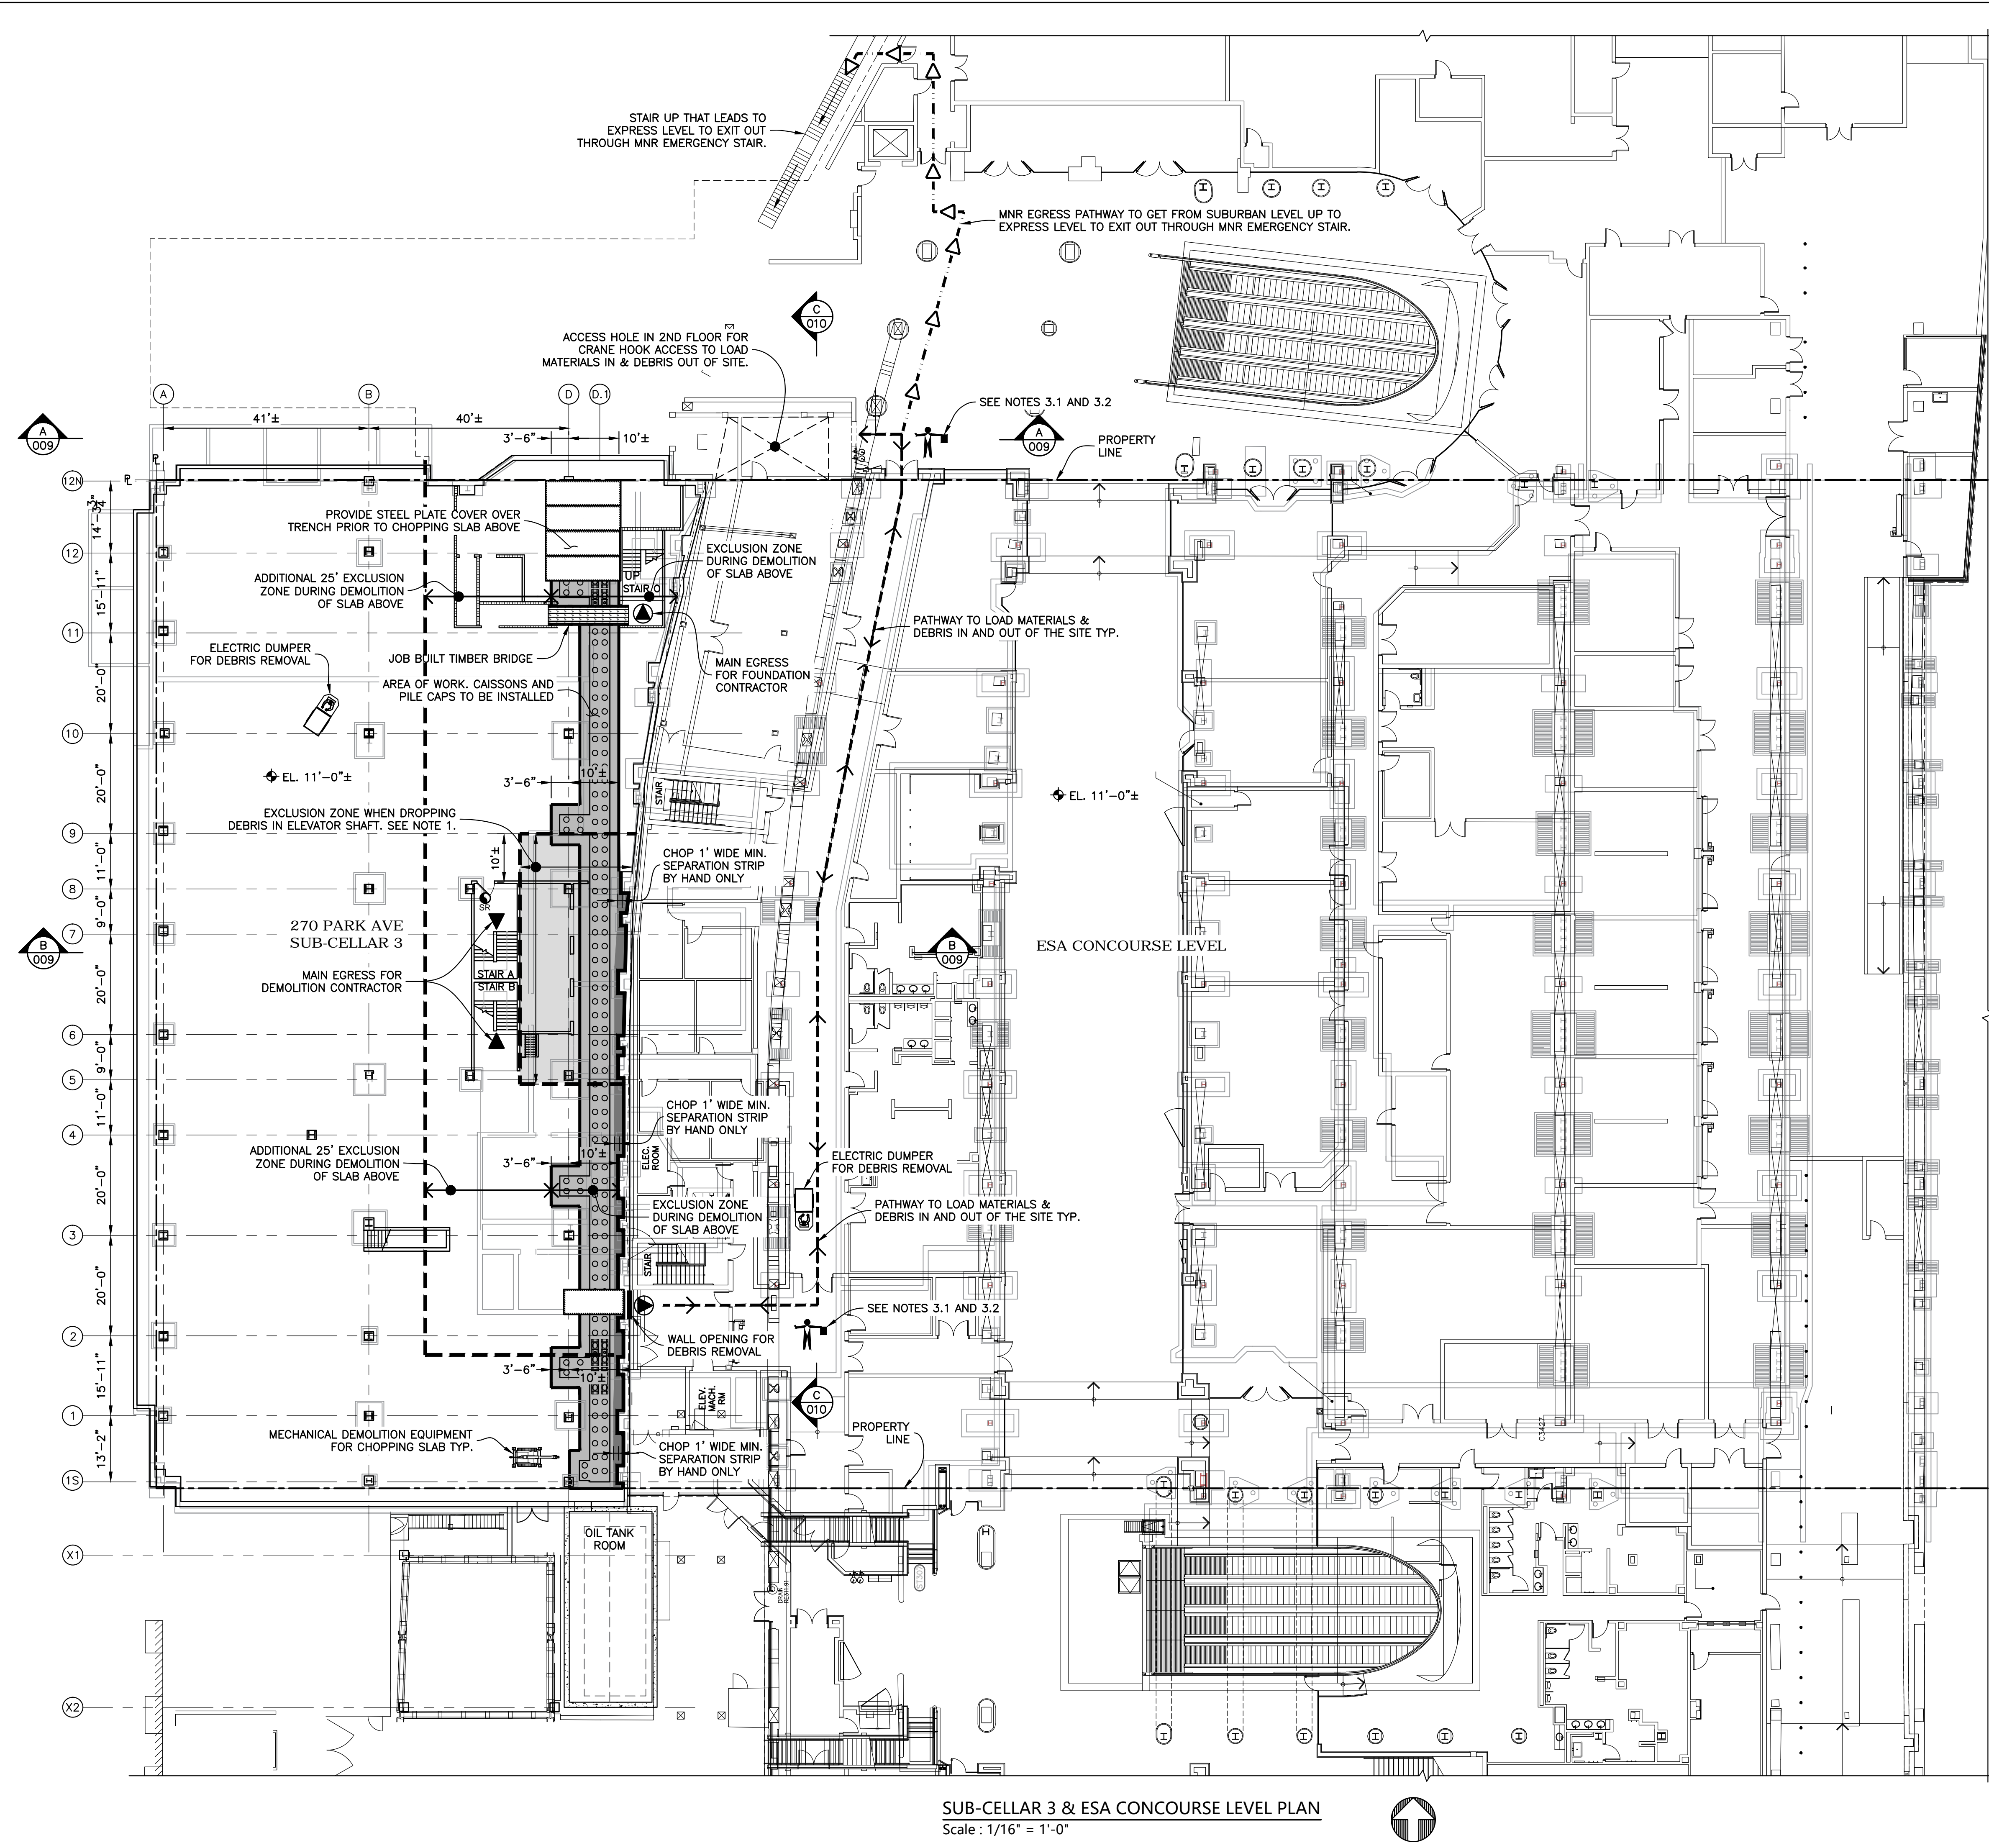 STAIR UP THAT LEADS TO
EXPRESS LEVEL TO EXIT OUT
THROUGH MNR EMERGENCY STAIR.
MNR EGRESS PATHWAY TO GET FROM SUBURBAN LEVEL UP TO
EXPRESS LEVEL TO EXIT OUT THROUGH MNR EMERGENCY STAIR.
C
010
ACCESS HOLE IN 2ND FLOOR FOR
CRANE HOOK ACCESS TO LOAD
MATERIALS IN & DEBRIS OUT OF SITE.
A
B
D
D.1
41'±
40'±
3'-6"
10'±
A
009
SEE NOTES 3.1 AND 3.2
A
009
PROPERTY
LINE
12N
14'-3¾"
PROVIDE STEEL PLATE COVER OVER
TRENCH PRIOR TO CHOPPING SLAB ABOVE
12
EXCLUSION ZONE
DURING DEMOLITION
OF SLAB ABOVE
UP
STAIR O
ADDITIONAL 25' EXCLUSION
ZONE DURING DEMOLITION
OF SLAB ABOVE
15'-11"
11
PATHWAY TO LOAD MATERIALS &
DEBRIS IN AND OUT OF THE SITE TYP.
ELECTRIC DUMPER
FOR DEBRIS REMOVAL
JOB BUILT TIMBER BRIDGE
MAIN EGRESS
FOR FOUNDATION
CONTRACTOR
20'-0"
AREA OF WORK. CAISSONS AND
PILE CAPS TO BE INSTALLED
10
EL. 11'-0"±
3'-6"
10'±
STAIR
EL. 11'-0"±
20'-0"
EXCLUSION ZONE WHEN DROPPING
DEBRIS IN ELEVATOR SHAFT. SEE NOTE 1.
9
10'±
CHOP 1' WIDE MIN.
SEPARATION STRIP
BY HAND ONLY
11'-0"
8
SR
9'-0"
270 PARK AVE
SUB-CELLAR 3
7
B
009
B
009
ESA CONCOURSE LEVEL
MAIN EGRESS FOR
DEMOLITION CONTRACTOR
STAIR A
STAIR B
20'-0"
6
9'-0"
5
11'-0"
CHOP 1' WIDE MIN.
SEPARATION STRIP
BY HAND ONLY
4
ADDITIONAL 25' EXCLUSION
ZONE DURING DEMOLITION
OF SLAB ABOVE
3'-6"
10'±
ELEC.
ROOM
ELECTRIC DUMPER
FOR DEBRIS REMOVAL
20'-0"
EXCLUSION ZONE
DURING DEMOLITION
OF SLAB ABOVE
PATHWAY TO LOAD MATERIALS &
DEBRIS IN AND OUT OF THE SITE TYP.
3
STAIR
20'-0"
SEE NOTES 3.1 AND 3.2
2
WALL OPENING FOR
DEBRIS REMOVAL
15'-11"
3'-6"
10'±
ELEV.
MACH.
RM
C
010
1
PROPERTY
LINE
MECHANICAL DEMOLITION EQUIPMENT
FOR CHOPPING SLAB TYP.
CHOP 1' WIDE MIN.
SEPARATION STRIP
BY HAND ONLY
13'-2"
C3427
1S
OIL TANK
ROOM
X1
ST301
DRAIN
X2
SUB-CELLAR 3 & ESA CONCOURSE LEVEL PLAN
Scale : 1/16" = 1'-0"